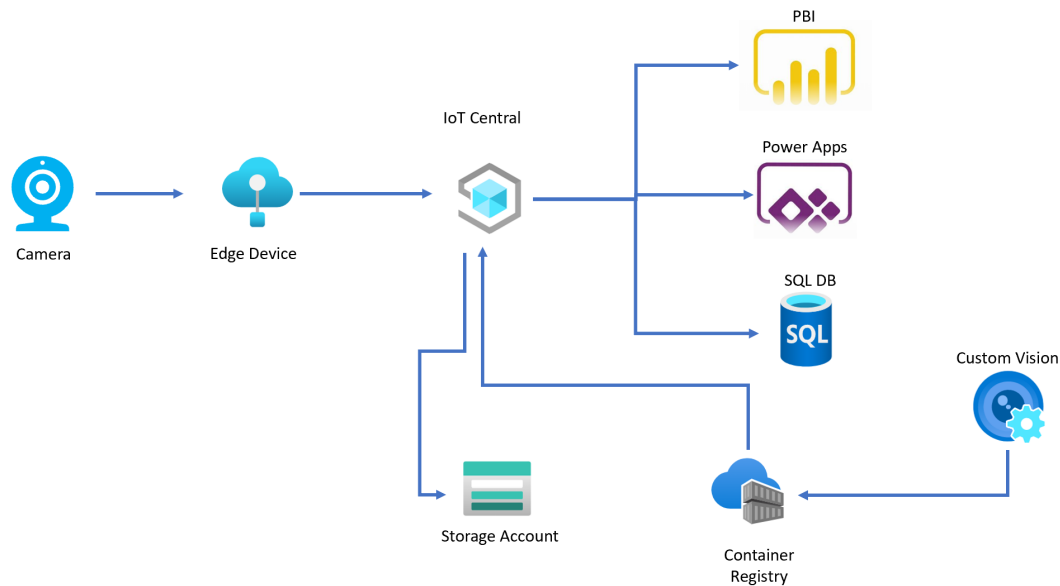 PBI
IoT Central
Power Apps
Camera
Edge Device
SQL DB
SQL
Custom Vision
Storage Account
Container
Registry